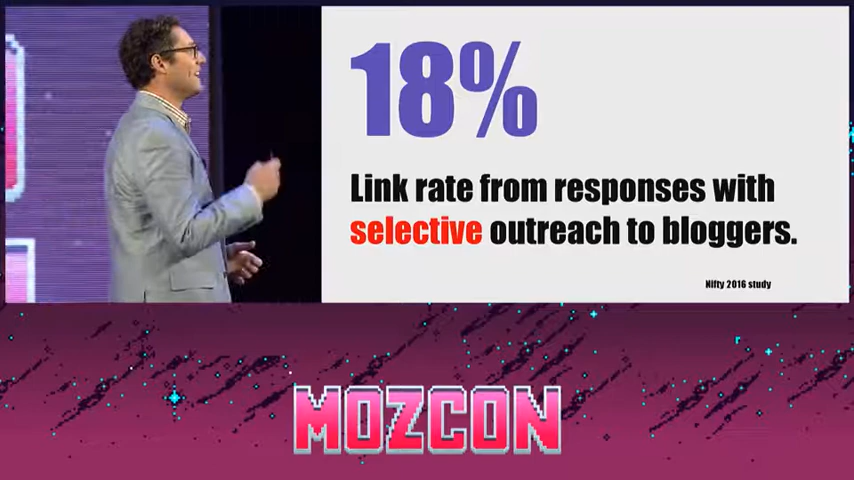 18%
Link rate from responses with
selective outreach to bloggers.
Nifty 2016 study
MOZCON